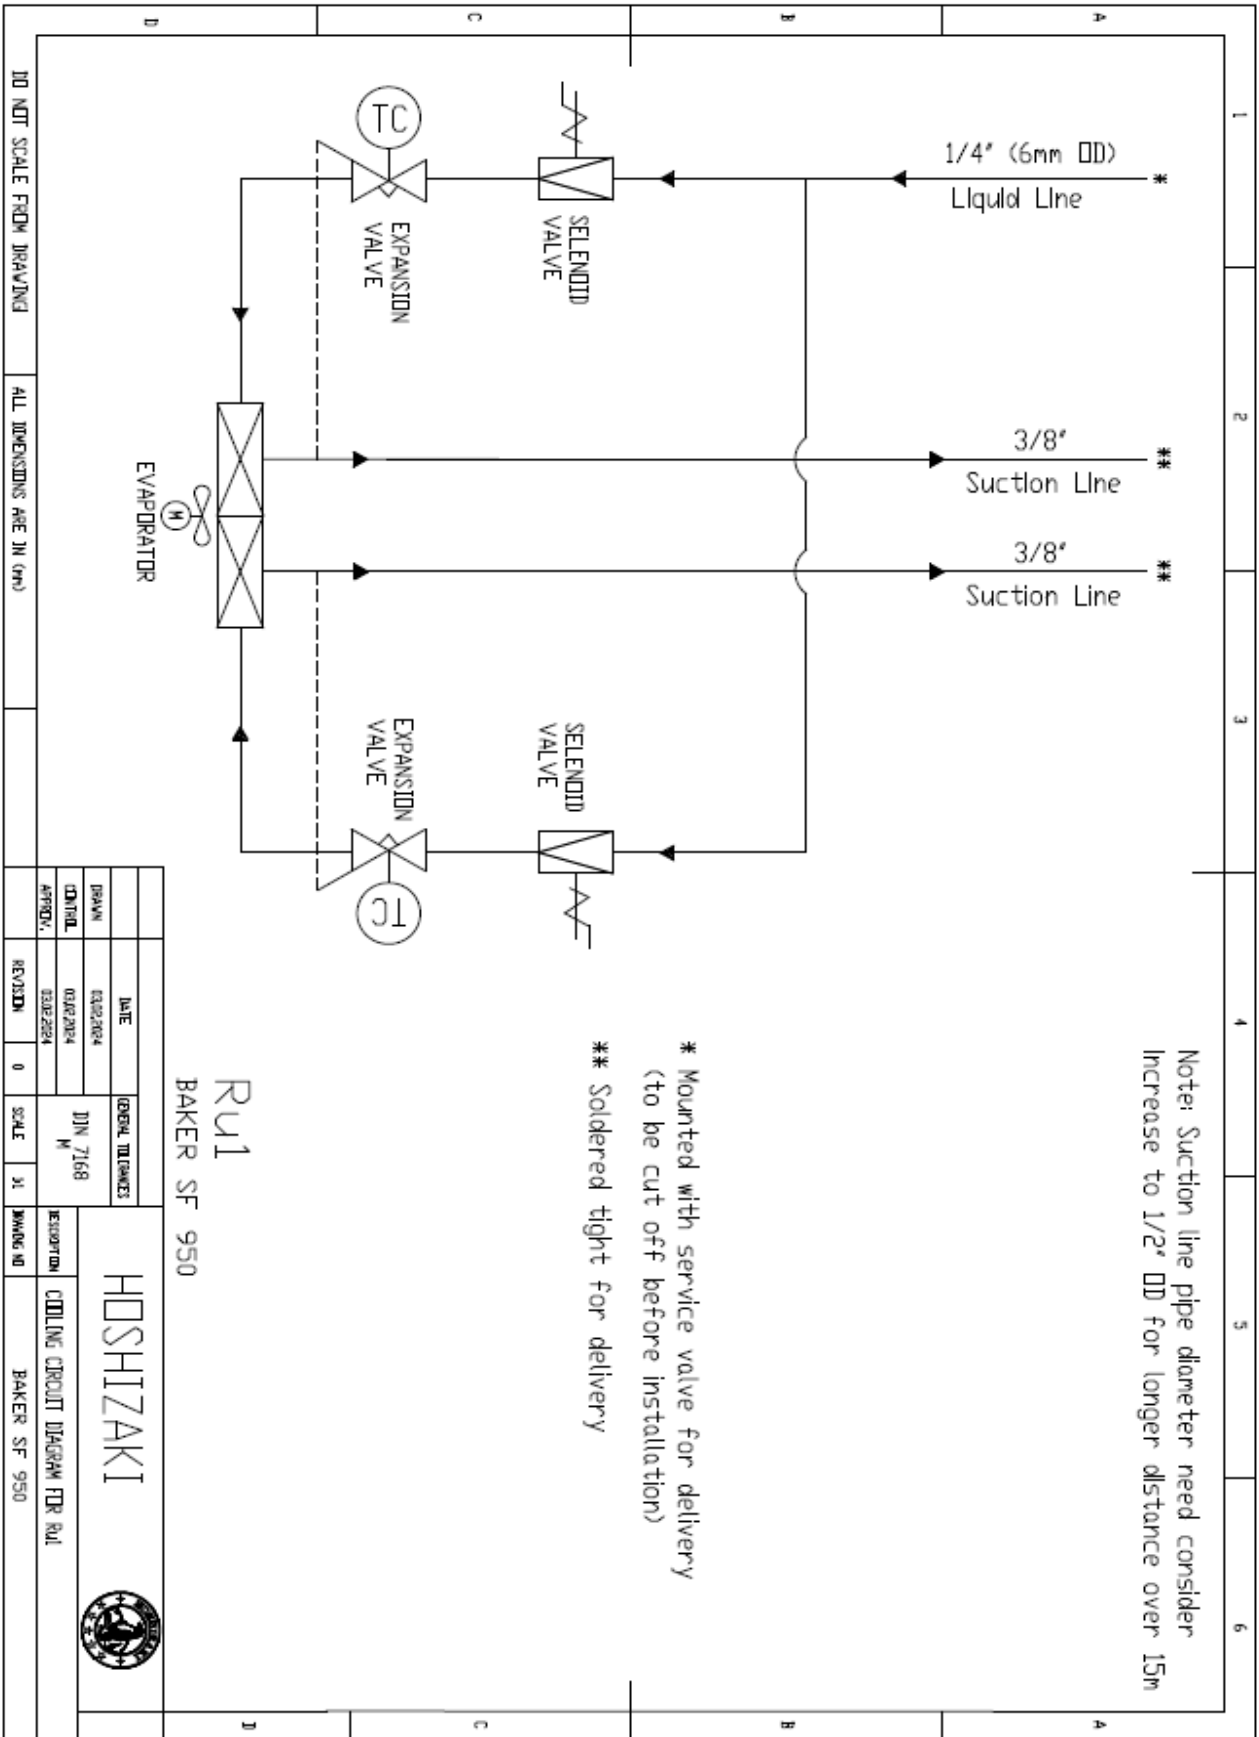 1
2
3
4
5
6
A
B
C
D
A
B
C
D
1/4" (6mm OD)
Liquid Line
*
3/8"
Suction Line
**
3/8"
Suction Line
**
Note: Suction line pipe diameter need consider
increase to 1/2" OD for longer distance over 15m
SELENOID
VALVE
SELENOID
VALVE
TC
EXPANSION
VALVE
EXPANSION
VALVE
TC
M
EVAPORATOR
* Mounted with service valve for delivery
(to be cut off before installation)
** Soldered tight for delivery
Ru1
BAKER SF 950
DATE
GENERAL TOLERANCES
DRAWN
03.02.2024
CONTROL
03.02.2024
APPROV.
03.02.2024
DIN 7168
M
HOSHIZAKI
DESCRIPTION
COOLING CIRCUIT DIAGRAM FOR Ru1
DO NOT SCALE FROM DRAWING
ALL DIMENSIONS ARE IN (mm)
REVISION
0
SCALE
DRAWING NO
BAKER SF 950